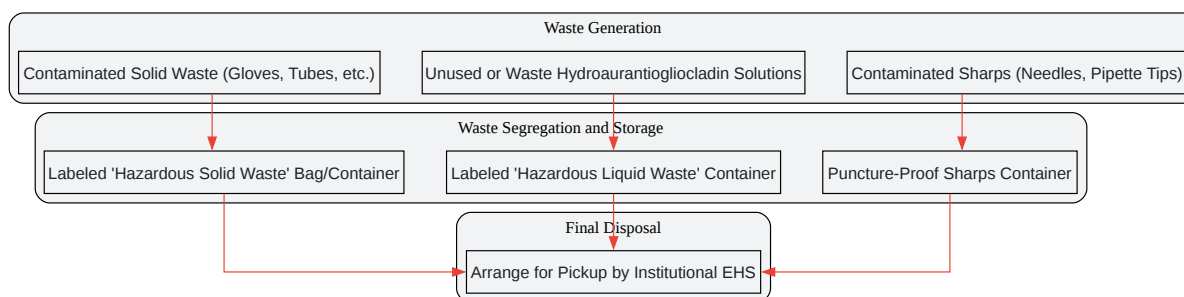 Waste Generation
Contaminated Solid Waste (Gloves, Tubes, etc.)
Unused or Waste Hydroaurantiogliocladin Solutions
Contaminated Sharps (Needles, Pipette Tips)
Waste Segregation and Storage
Labeled 'Hazardous Solid Waste' Bag/Container
Labeled 'Hazardous Liquid Waste' Container
Puncture-Proof Sharps Container
Final Disposal
Arrange for Pickup by Institutional EHS